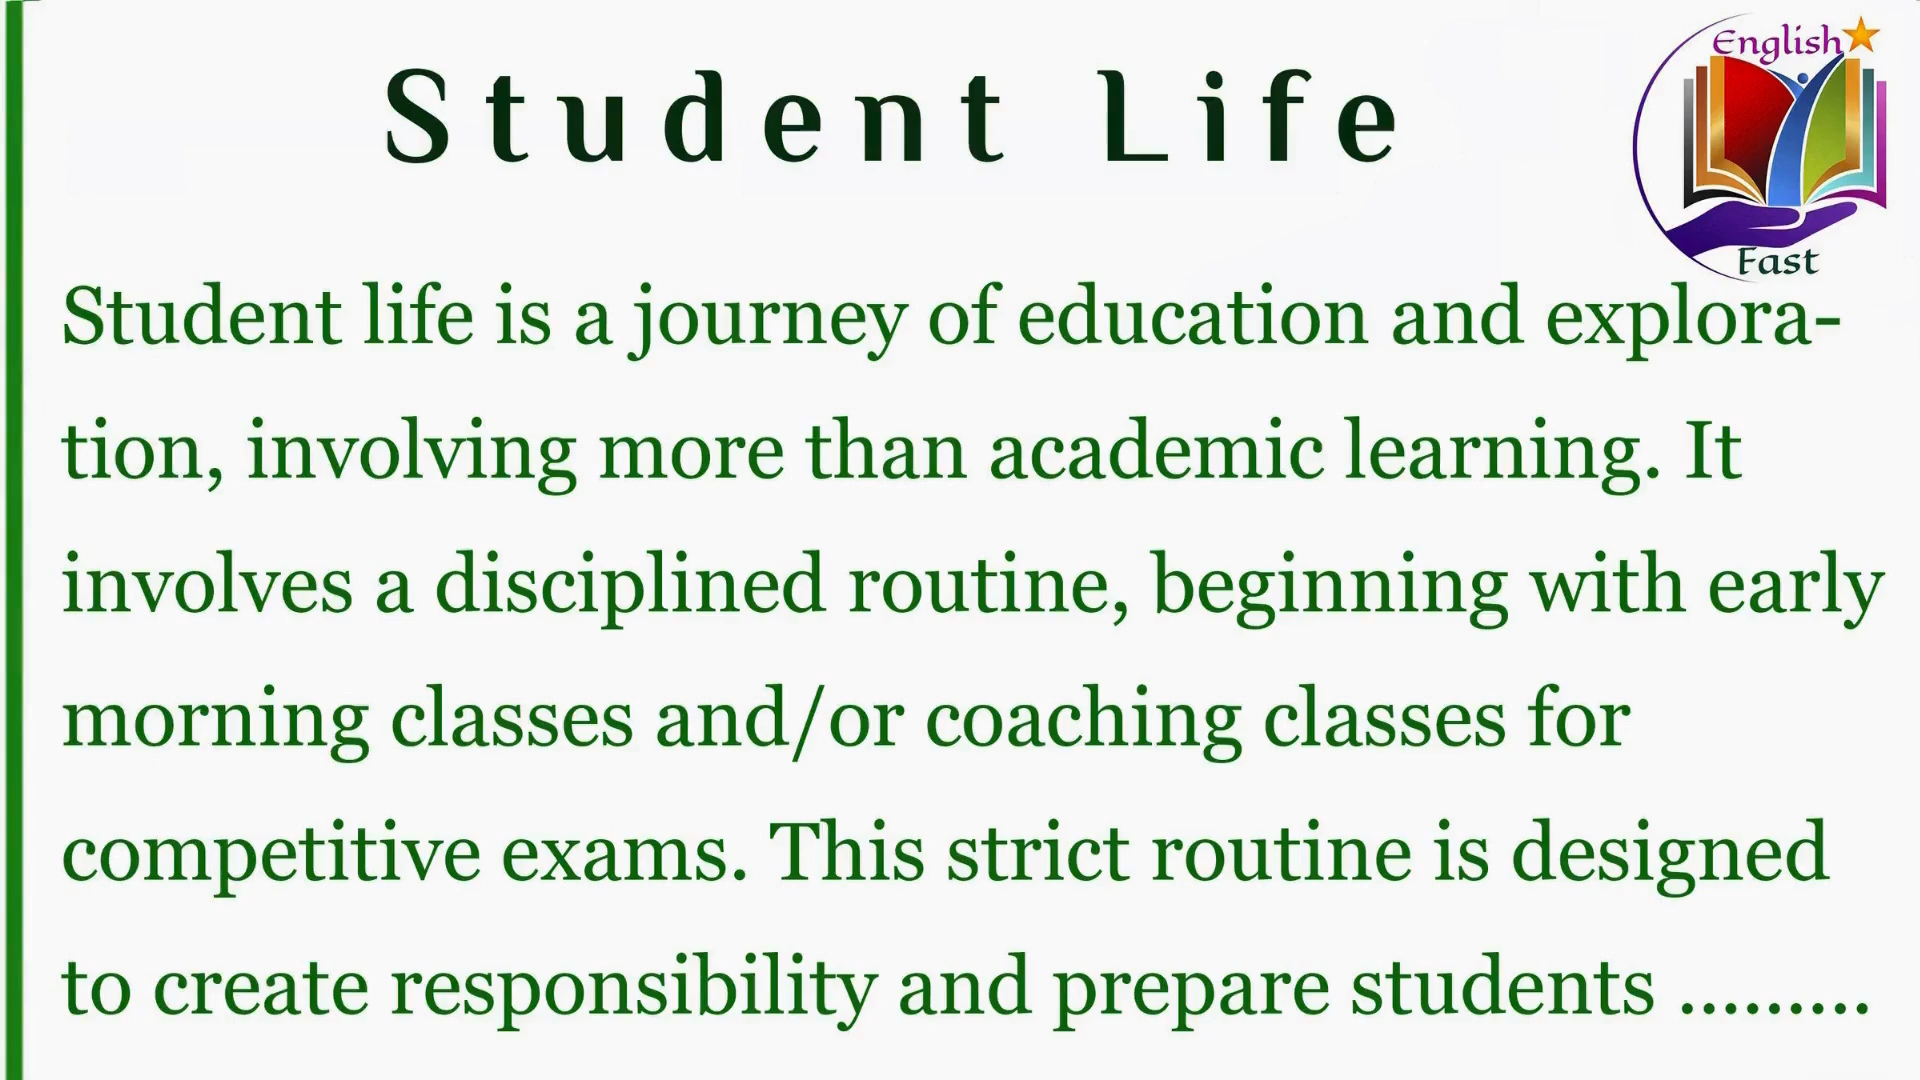 English
Student Life
Fast
Student life is a journey of education and explora-
tion, involving more than academic learning. It
involves a disciplined routine, beginning with early
morning classes and/or coaching classes for
competitive exams. This strict routine is designed
to create responsibility and prepare students .........